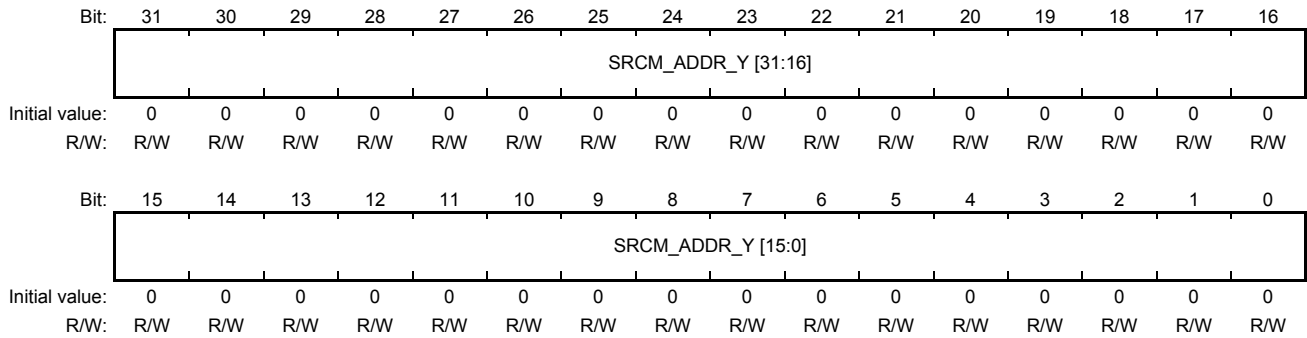 Bit: 31 30 29 28 27 26 25 24 23 22 21 20 19 18 17 16
SRCM_ADDR_Y [31:16]
Initial value: 0 0 0 0 0 0 0 0 0 0 0 0 0 0 0 0
R/W: R/W R/W R/W R/W R/W R/W R/W R/W R/W R/W R/W R/W R/W R/W R/W R/W
Bit: 15 14 13 12 11 10 9 8 7 6 5 4 3 2 1 0
SRCM_ADDR_Y [15:0]
Initial value: 0 0 0 0 0 0 0 0 0 0 0 0 0 0 0 0
R/W: R/W R/W R/W R/W R/W R/W R/W R/W R/W R/W R/W R/W R/W R/W R/W R/W